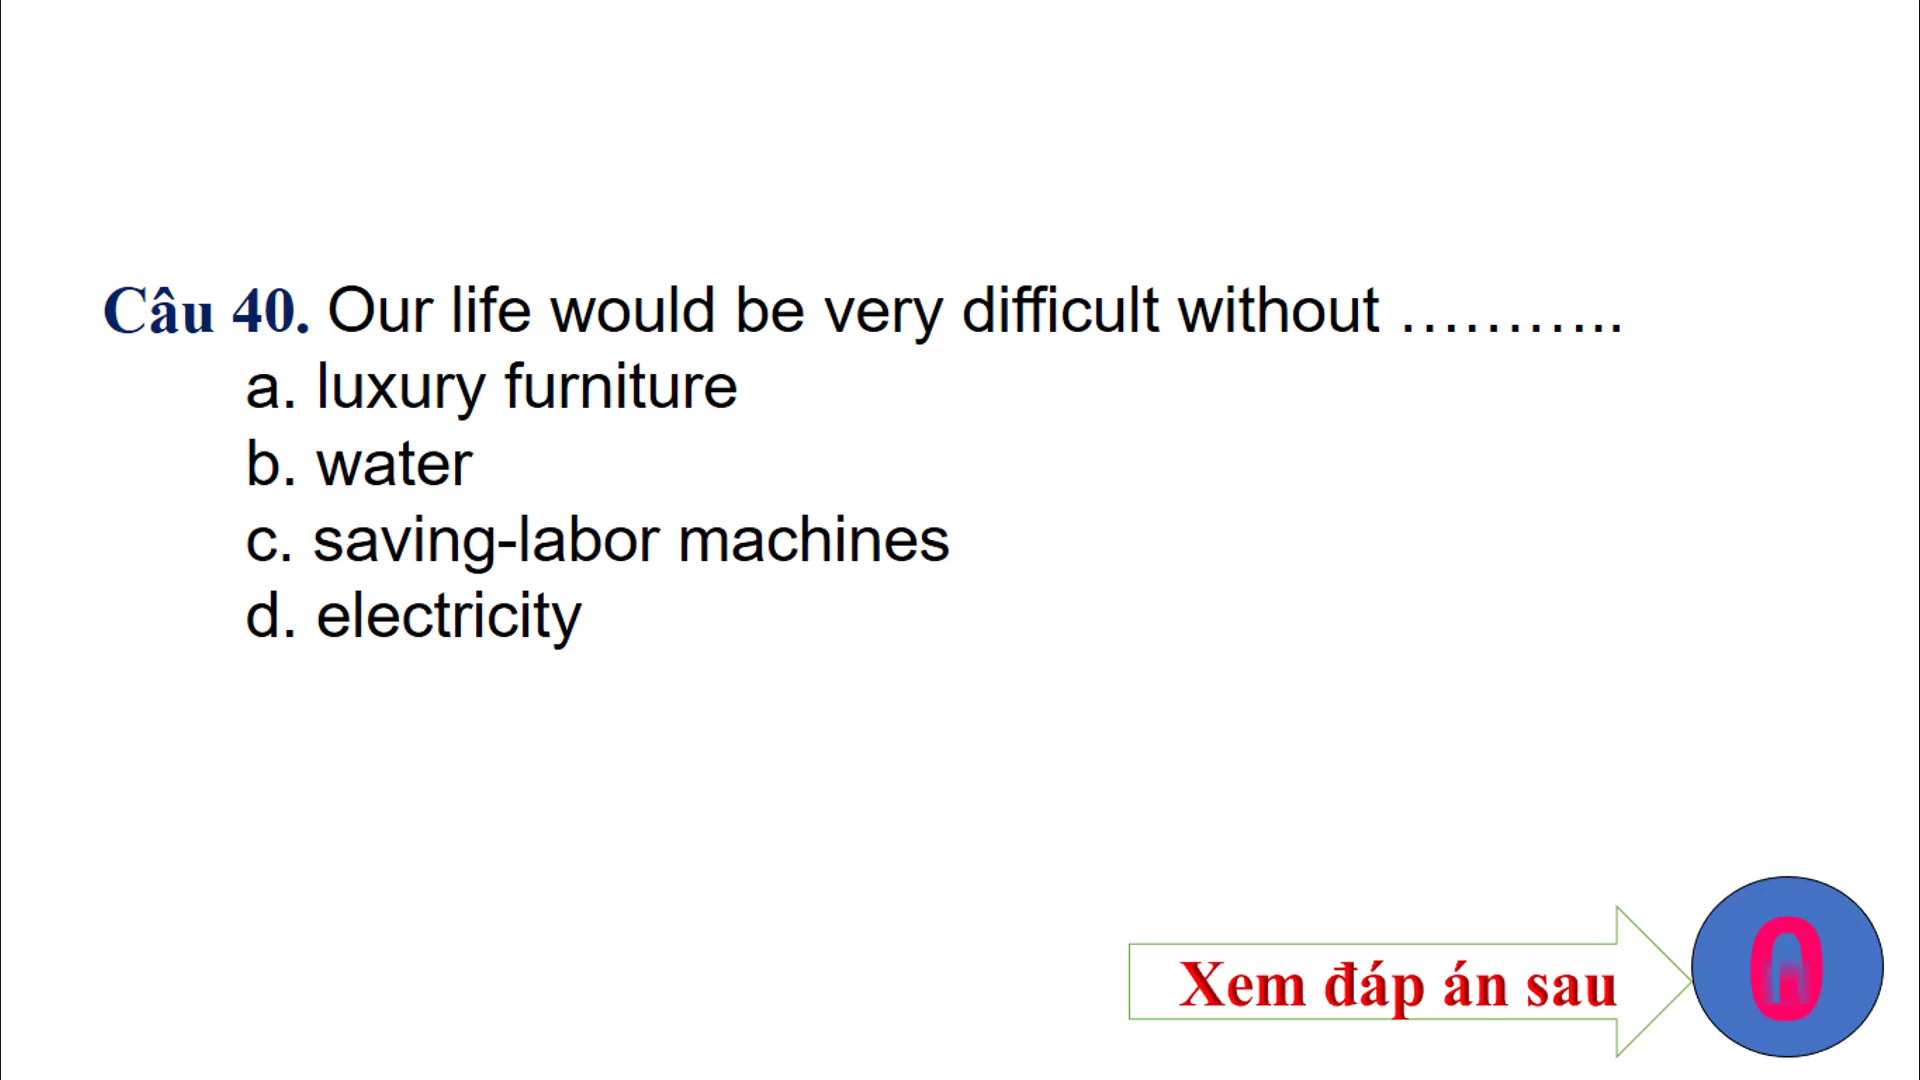 Câu 40. Our life would be very difficult without ………..
a. luxury furniture
b. water
c. saving-labor machines
d. electricity
Xem đáp án sau
0